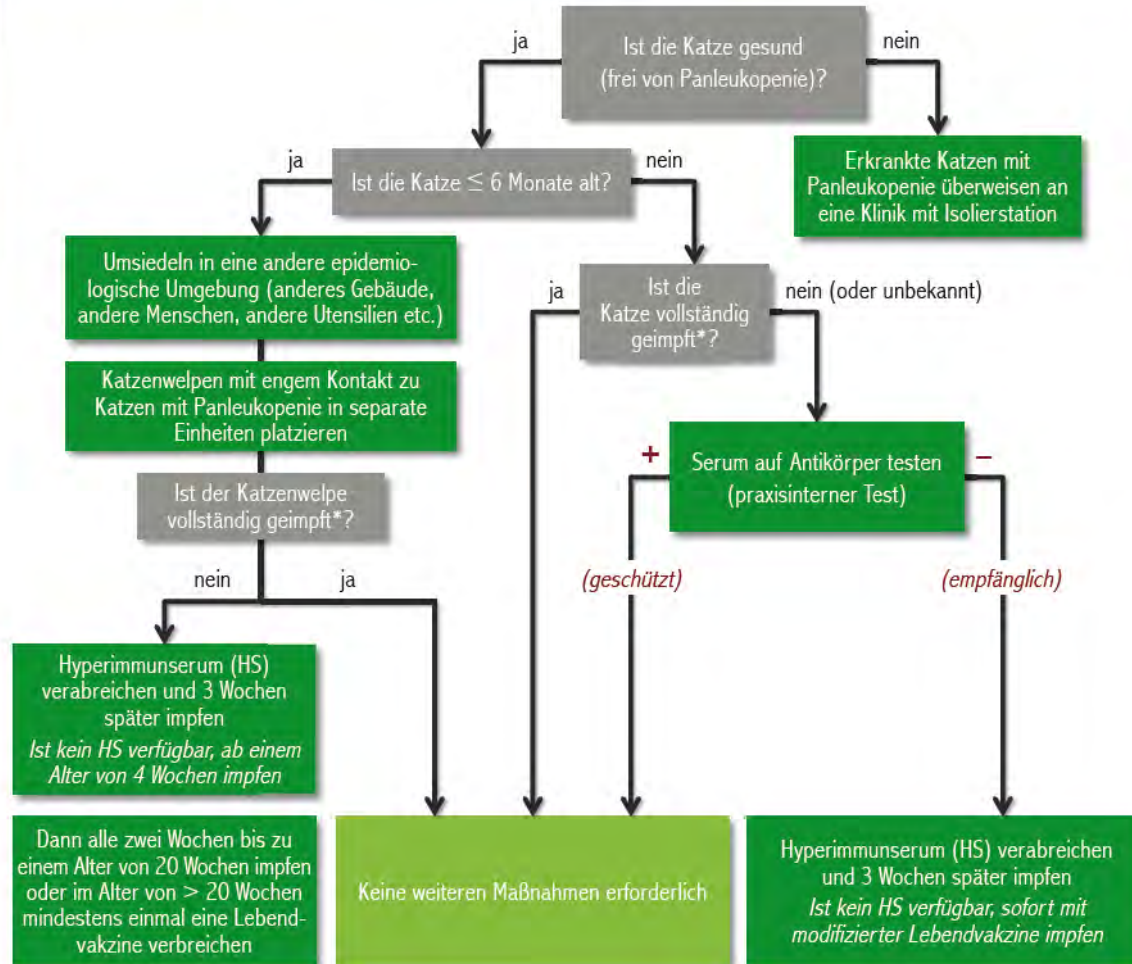 ja
Ist die Katze gesund
(frei von Panleukopenie)?
nein
ja
Ist die Katze ≤ 6 Monate alt?
nein
Erkrankte Katzen mit
Panleukopenie überweisen an
eine Klinik mit Isolierstation
Umsiedeln in eine andere epidemio-
logische Umgebung (anderes Gebäude,
andere Menschen, andere Utensilien etc.)
ja
Ist die
Katze vollständig
geimpft*?
nein (oder unbekannt)
Katzenwelpen mit engem Kontakt zu
Katzen mit Panleukopenie in separate
Einheiten platzieren
+
Serum auf Antikörper testen
(praxisinterner Test)
–
Ist der Katzenwelpe
vollständig geimpft*?
nein
ja
(geschützt)
(empfänglich)
Hyperimmunserum (HS)
verabreichen und 3 Wochen
später impfen
Ist kein HS verfügbar, ab einem
Alter von 4 Wochen impfen
Dann alle zwei Wochen bis zu
einem Alter von 20 Wochen impfen
oder im Alter von > 20 Wochen
mindestens einmal eine Lebend-
vakzine verbreichen
Keine weiteren Maßnahmen erforderlich
Hyperimmunserum (HS) verabreichen
und 3 Wochen später impfen
Ist kein HS verfügbar, sofort mit
modifizierter Lebendvakzine impfen